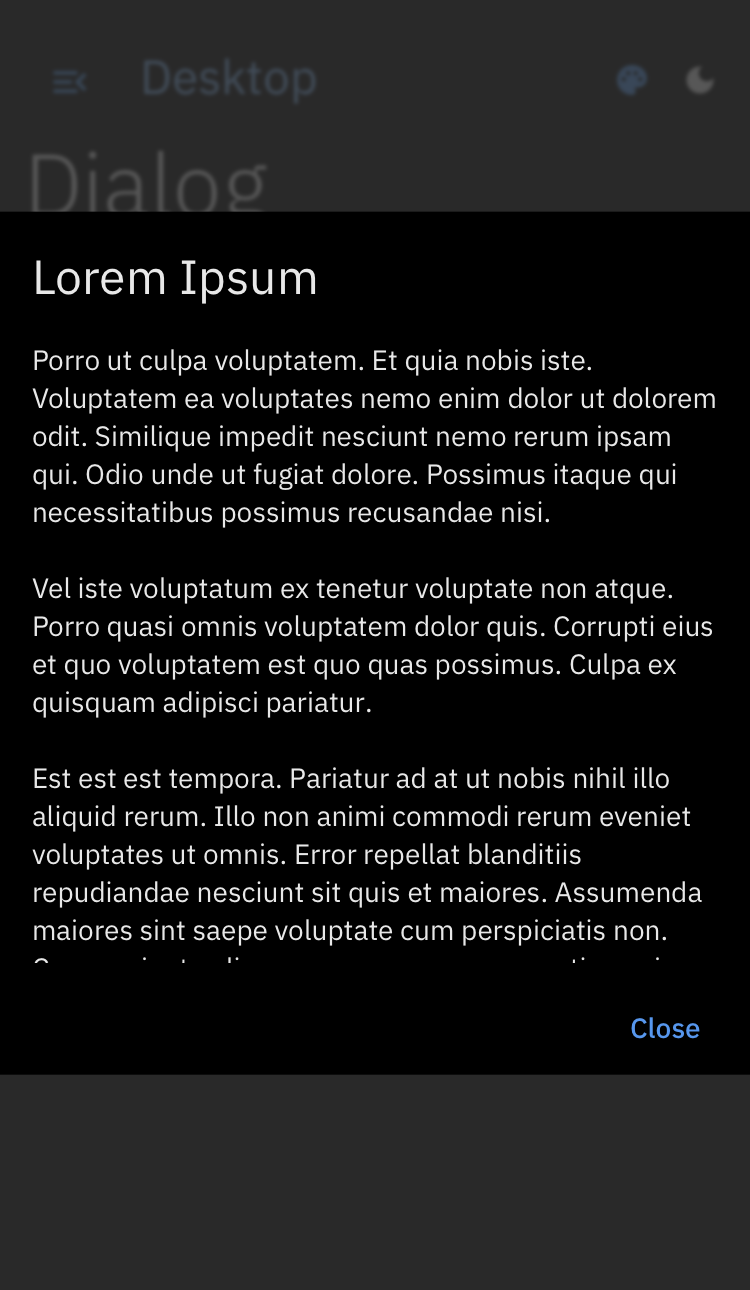 Desktop
Dialog
Lorem Ipsum
Porro ut culpa voluptatem. Et quia nobis iste.
Voluptatem ea voluptates nemo enim dolor ut dolorem
odit. Similique impedit nesciunt nemo rerum ipsam
qui. Odio unde ut fugiat dolore. Possimus itaque qui
necessitatibus possimus recusandae nisi.
Vel iste voluptatum ex tenetur voluptate non atque.
Porro quasi omnis voluptatem dolor quis. Corrupti eius
et quo voluptatem est quo quas possimus. Culpa ex
quisquam adipisci pariatur.
Est est est tempora. Pariatur ad at ut nobis nihil illo
aliquid rerum. Illo non animi commodi rerum eveniet
voluptates ut omnis. Error repellat blanditiis
repudiandae nesciunt sit quis et maiores. Assumenda
maiores sint saepe voluptate cum perspiciatis non.
Close